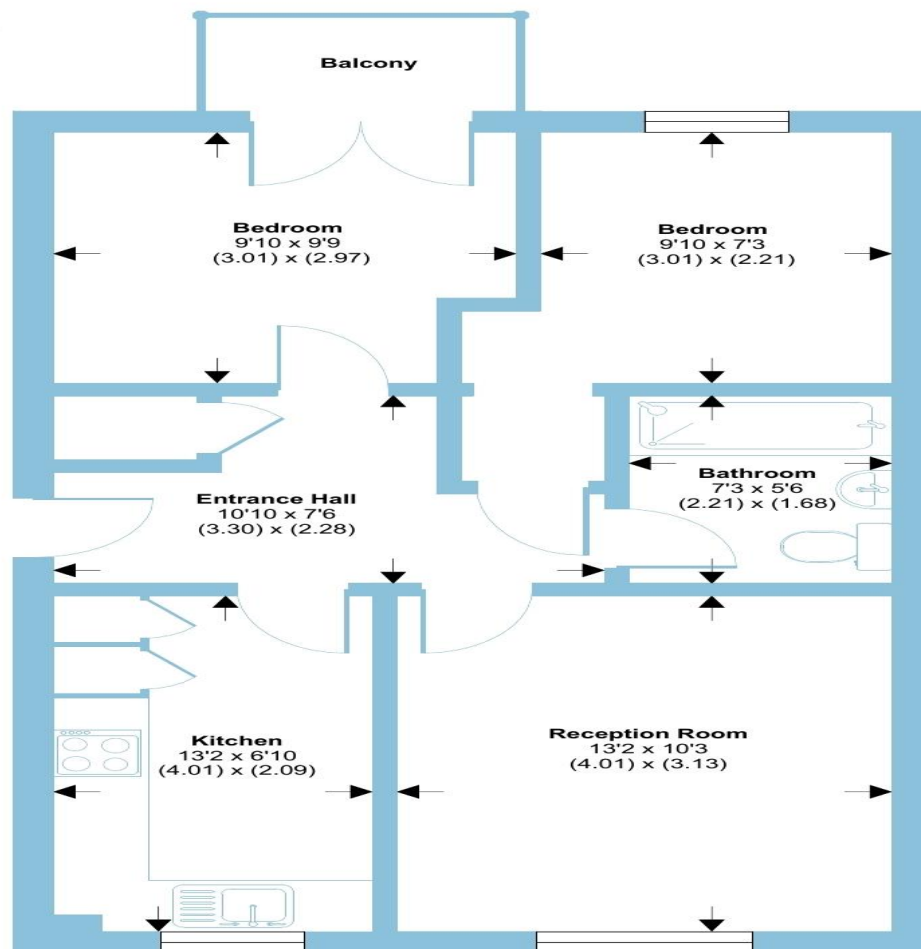 Balcony
Bedroom
9'10 x 9'9
(3.01) x (2.97)
Bedroom
9'10 x 7'3
(3.01) x (2.21)
Bathroom
7'3 x 5'6
(2.21) x (1.68)
Entrance Hall
10'10 x 7'6
(3.30) x (2.28)
Kitchen
13'2 x 6'10
(4.01) x (2.09)
Reception Room
13'2 x 10'3
(4.01) x (3.13)